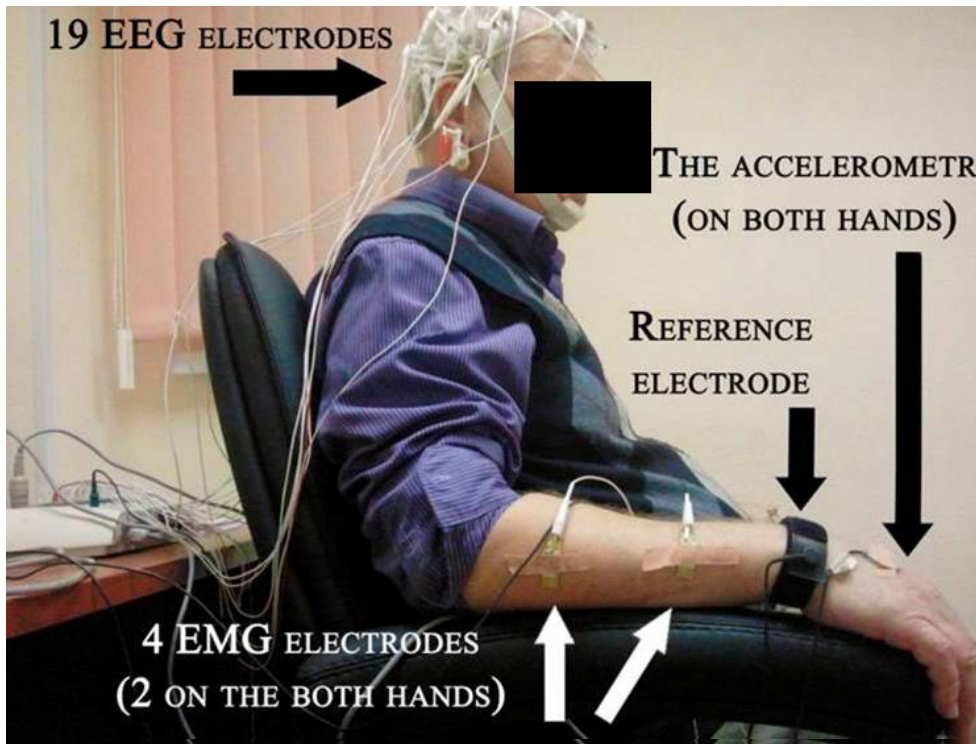 19 EEG ELECTRODES
THE ACCELEROMETR
(ON BOTH HANDS)
REFERENCE
ELECTRODE
4 EMG ELECTRODES
(2 ON THE BOTH HANDS)